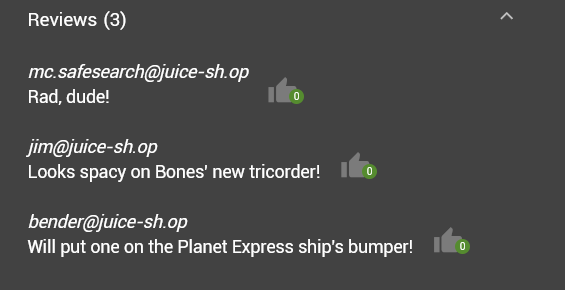 Reviews (3)
mc.safesearch@juice-sh.op
Rad, dude!
0
jim@juice-sh.op
Looks spacy on Bones' new tricorder!
0
bender@juice-sh.op
Will put one on the Planet Express ship's bumper!
0